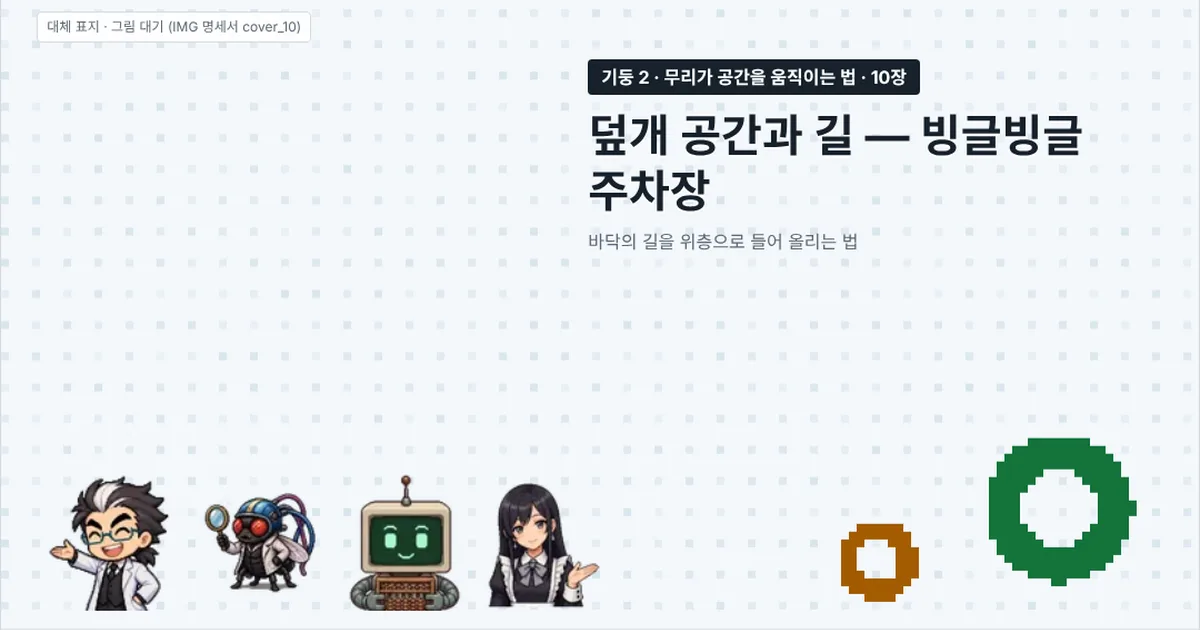 대체 표지 · 그림 대기 (IMG 명세서 cover_10)
기둥 2 · 무리가 공간을 움직이는 법 · 10장
덮개 공간과 길 — 빙글빙글
주차장
바닥의 길을 위층으로 들어 올리는 법